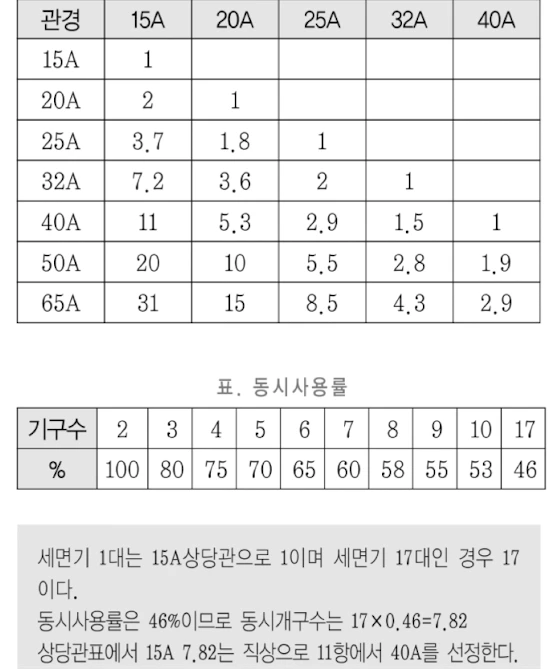 관경 15A 20A 25A 32A 40A
15A 1
20A 2 1
25A 3.7 1.8 1
32A 7.2 3.6 2 1
40A 11 5.3 2.9 1.5 1
50A 20 10 5.5 2.8 1.9
65A 31 15 8.5 4.3 2.9
표. 동시사용률
기구수 2 3 4 5 6 7 8 9 10 17
% 100 80 75 70 65 60 58 55 53 46
세면기 1대는 15A상당관으로 1이며 세면기 17대인 경우 17
이다.
동시사용률은 46%이므로 동시개구수는 17×0.46=7.82
상당관표에서 15A 7.82는 직상으로 11항에서 40A를 선정한다.